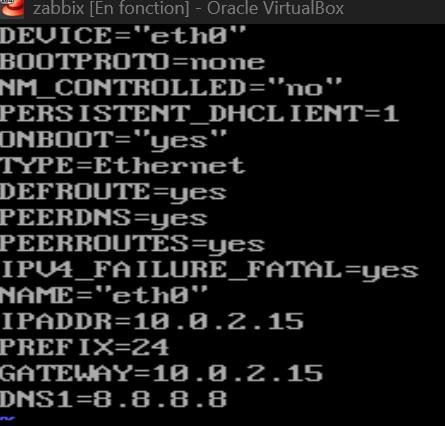 zabbix [En fonction] - Oracle VirtualBox
DEVICE="eth0"
BOOTPROTO=none
NM_CONTROLLED="no"
PERSISTENT_DHCLIENT=1
ONBOOT="yes"
TYPE=Ethernet
DEFROUTE=yes
PEERDNS=yes
PEERROUTES=yes
IPV4_FAILURE_FATAL=yes
NAME="eth0"
IPADDR=10.0.2.15
PREFIX=24
GATEWAY=10.0.2.15
DNS1=8.8.8.8
~